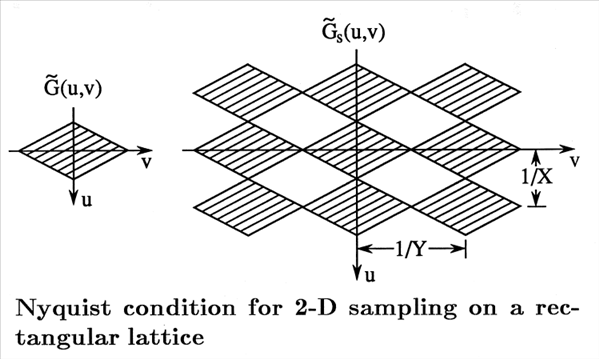 G̃(u,v)
v
u
G̃s(u,v)
v
1/X
1/Y
u
Nyquist condition for 2-D sampling on a rec-
tangular lattice